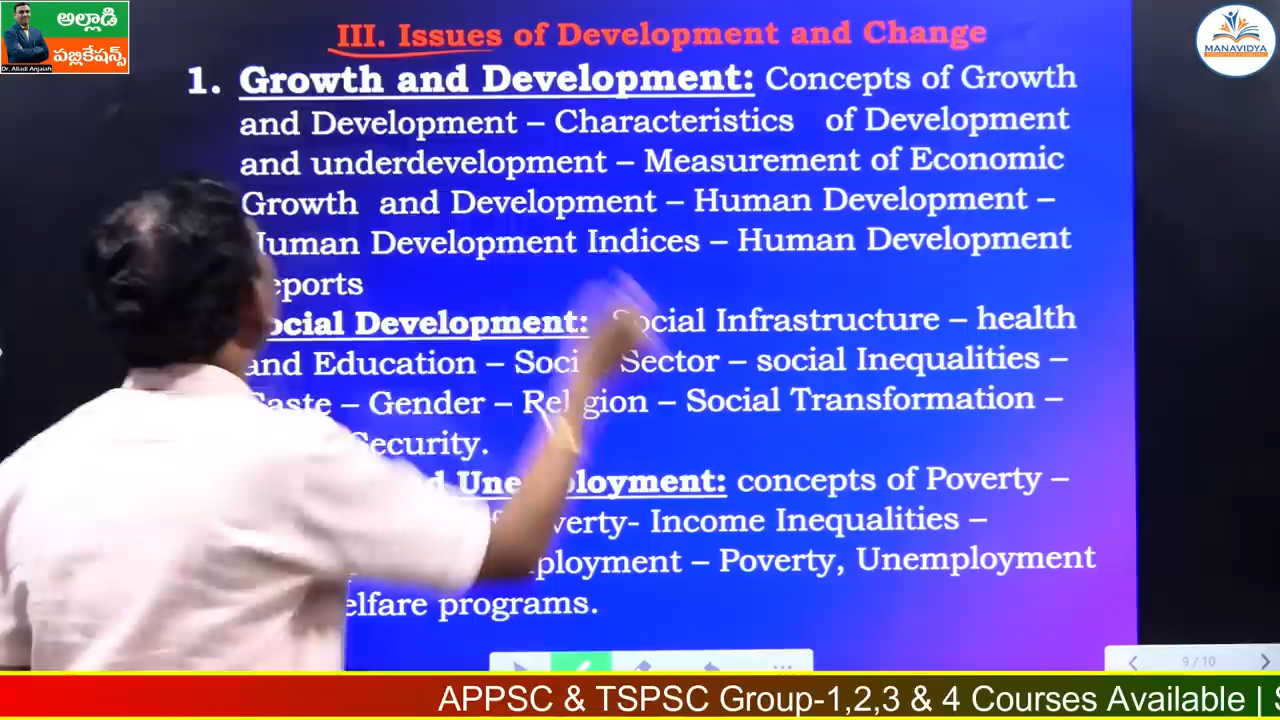 అల్లాడి
పబ్లికేషన్స్
Dr. Alladi Anjaiah
MANAVIDYA
III. Issues of Development and Change
1. Growth and Development: Concepts of Growth
and Development – Characteristics of Development
and underdevelopment – Measurement of Economic
Growth and Development – Human Development –
Human Development Indices – Human Development
eports
ocial Development: Social Infrastructure – health
and Education – Soci Sector – social Inequalities –
Caste – Gender – Religion – Social Transformation –
Security.
d Une ployment: concepts of Poverty –
f verty- Income Inequalities –
ployment – Poverty, Unemployment
elfare programs.
9 / 10
APPSC & TSPSC Group-1,2,3 & 4 Courses Available | S